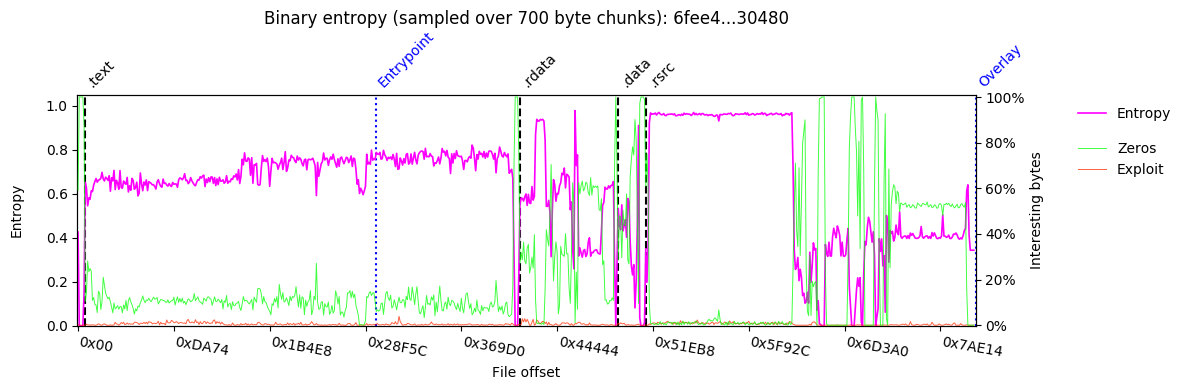 Binary entropy (sampled over 700 byte chunks): 6fee4...30480
.text
Entrypoint
.rdata
.data
.rsrc
Overlay
1.0
0.8
0.6
0.4
0.2
0.0
Entropy
100%
80%
60%
40%
20%
0%
Interesting bytes
Entropy
Zeros
Exploit
0x00
0xDA74
0x1B4E8
0x28F5C
0x369D0
0x44444
0x51EB8
0x5F92C
0x6D3A0
0x7AE14
File offset